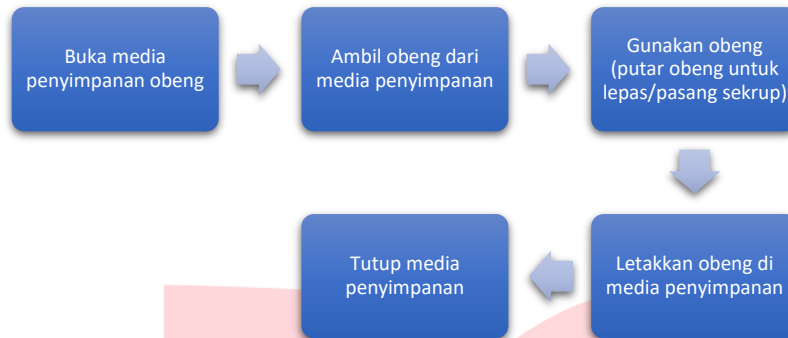 Buka media
penyimpanan obeng
Ambil obeng dari
media penyimpanan
Gunakan obeng
(putar obeng untuk
lepas/pasang sekrup)
Letakkan obeng di
media penyimpanan
Tutup media
penyimpanan